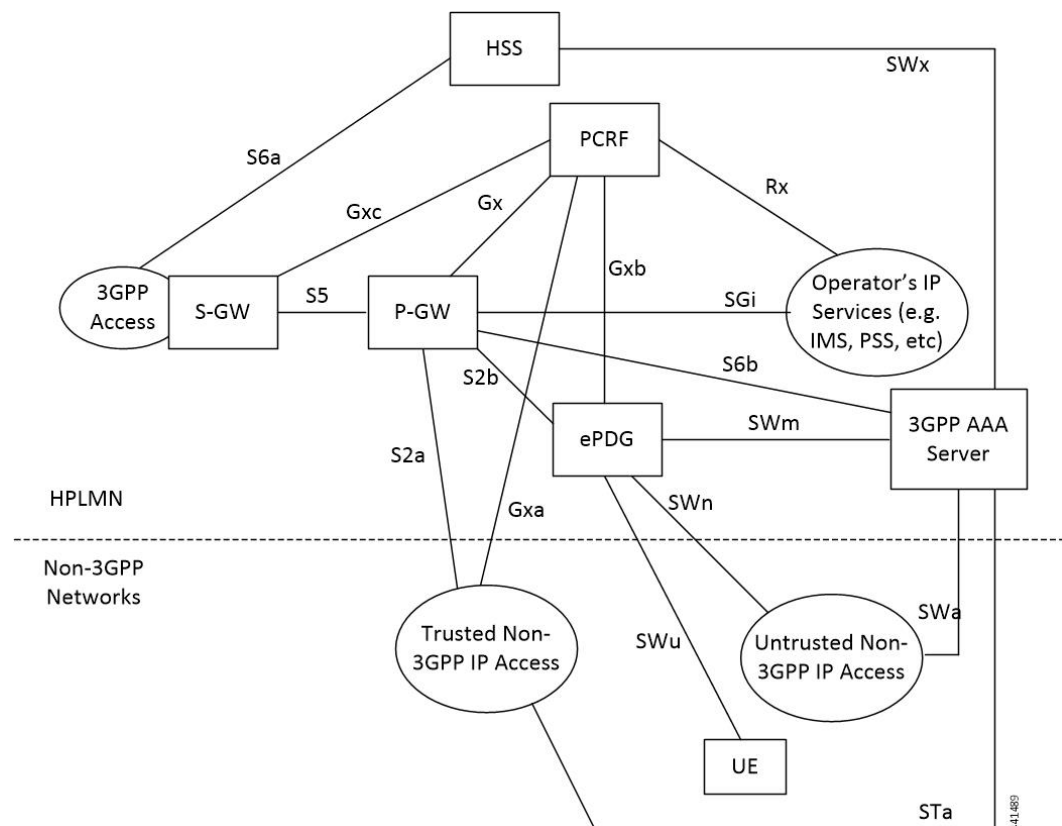 HSS
SWx
PCRF
S6a
Rx
Gxc
Gx
Gxb
3GPP
Access
S-GW
S5
P-GW
SGi
Operator's IP
Services (e.g.
IMS, PSS, etc)
S6b
S2b
ePDG
SWm
3GPP AAA
Server
S2a
SWn
HPLMN
Gxa
Non-3GPP
Networks
SWa
Trusted Non-
3GPP IP Access
SWu
Untrusted Non-
3GPP IP Access
UE
STa